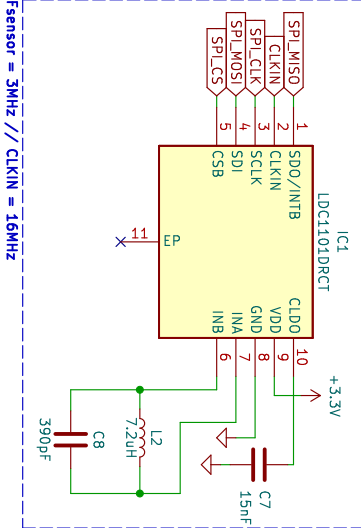 Fsensor = 3MHz // CLKIN = 16MHz
SPI_CS
SPI_MOSI
SPI_CLK
CLKIN
SPI_MISO
5
4
3
2
1
CSB
SDI
SCLK
CLKIN
SDO/INTB
IC1
LDC1101DRCT
11
EP
INB
INA
GND
VDD
CLDO
6
7
8
9
10
+3.3V
L2
7.2uH
C8
390pF
C7
15nF